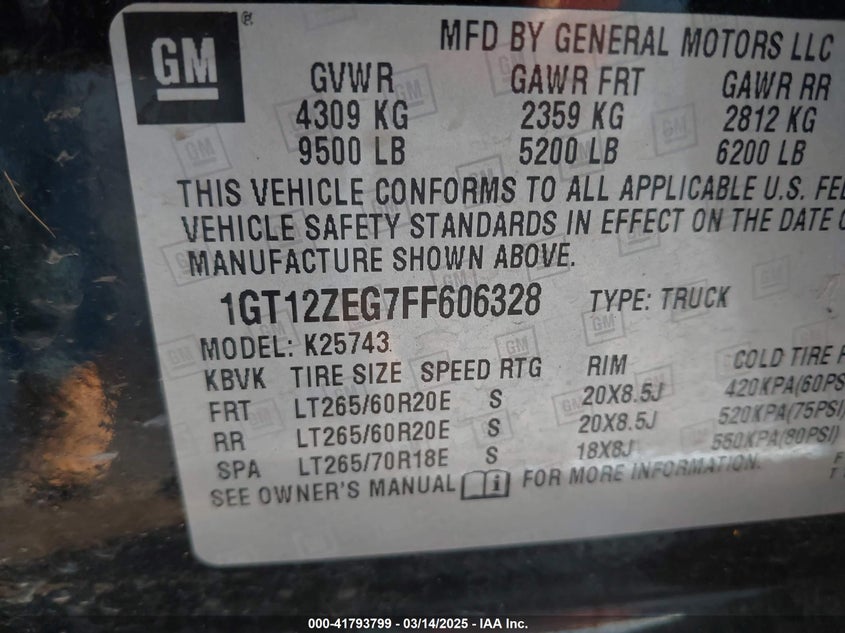 GM ®
MFD BY GENERAL MOTORS LLC
GVWR GAWR FRT GAWR RR
4309 KG 2359 KG 2812 KG
9500 LB 5200 LB 6200 LB
THIS VEHICLE CONFORMS TO ALL APPLICABLE U.S.
VEHICLE SAFETY STANDARDS IN EFFECT ON THE DATE
MANUFACTURE SHOWN ABOVE.
1GT12ZEG7FF606328 TYPE: TRUCK
MODEL: K25743
KBVK TIRE SIZE SPEED RTG RIM COLD TIRE
FRT LT265/60R20E S 20X8.5J 420KPA(60PSI)
RR LT265/60R20E S 20X8.5J 520KPA(75PSI)
SPA LT265/70R18E S 18X8J 550KPA(80PSI)
SEE OWNER'S MANUAL i FOR MORE INFORMATION.
000-41793799 - 03/14/2025 - IAA Inc.